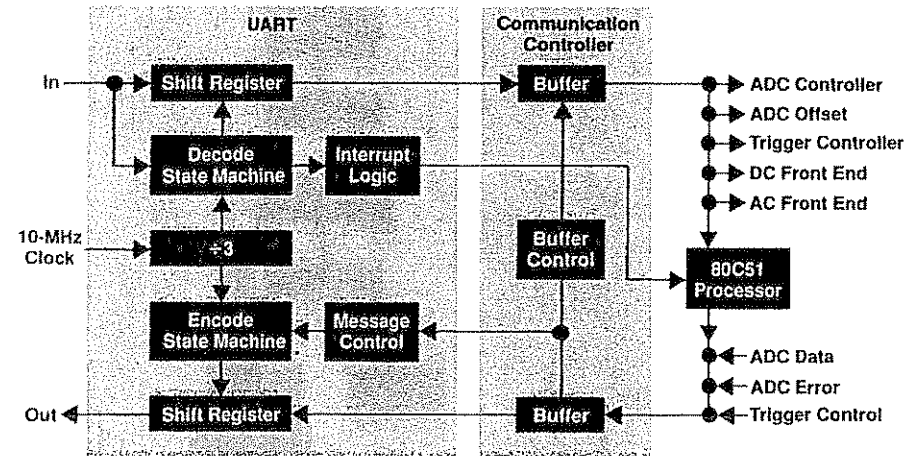 UART
Communication
Controller
In
Shift Register
Buffer
ADC Controller
ADC Offset
Trigger Controller
DC Front End
AC Front End
Decode
State Machine
Interrupt
Logic
10-MHz
Clock
÷3
Buffer
Control
80C51
Processor
Encode
State Machine
Message
Control
ADC Data
ADC Error
Trigger Control
Out
Shift Register
Buffer